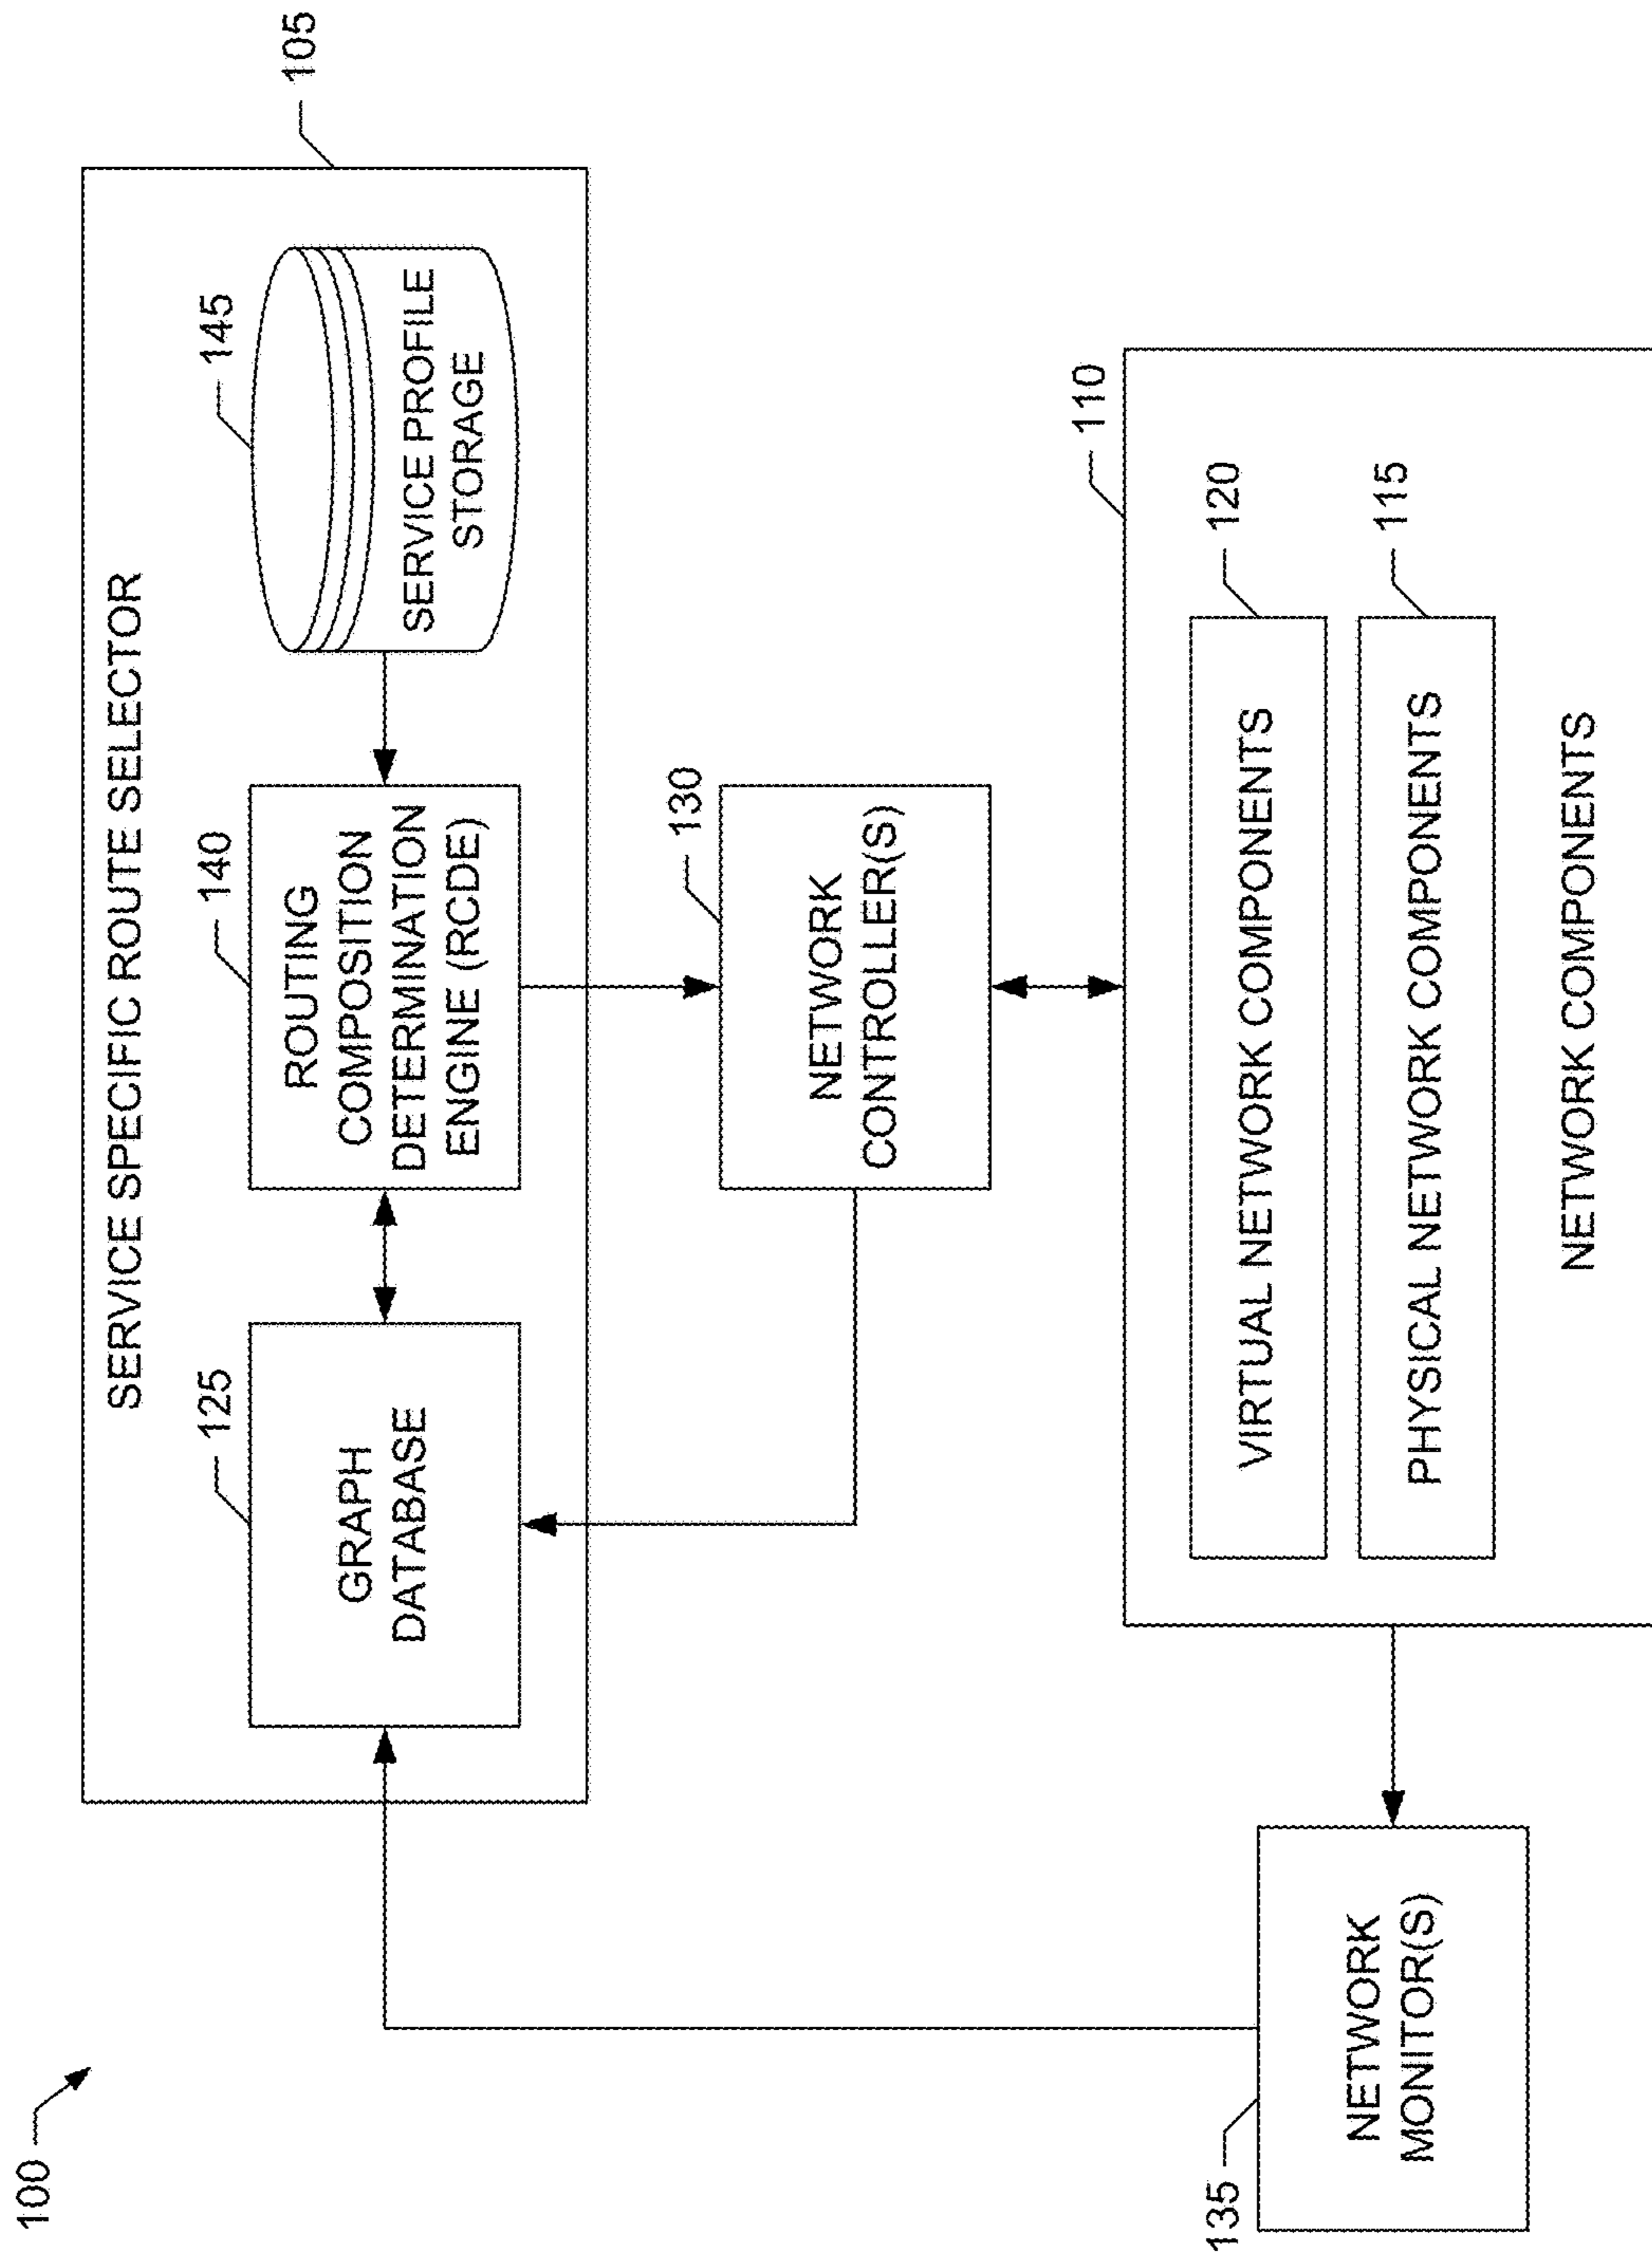 100
105
SERVICE SPECIFIC ROUTE SELECTOR
125
GRAPH
DATABASE
140
ROUTING
COMPOSITION
DETERMINATION
ENGINE (RCDE)
145
SERVICE PROFILE
STORAGE
130
NETWORK
CONTROLLER(S)
110
120
VIRTUAL NETWORK COMPONENTS
115
PHYSICAL NETWORK COMPONENTS
NETWORK COMPONENTS
135
NETWORK
MONITOR(S)